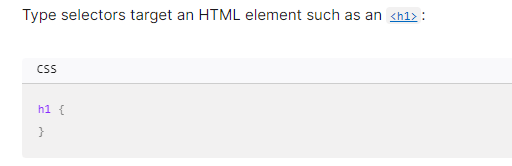 Type selectors target an HTML element such as an <h1>:
CSS
h1 {
}